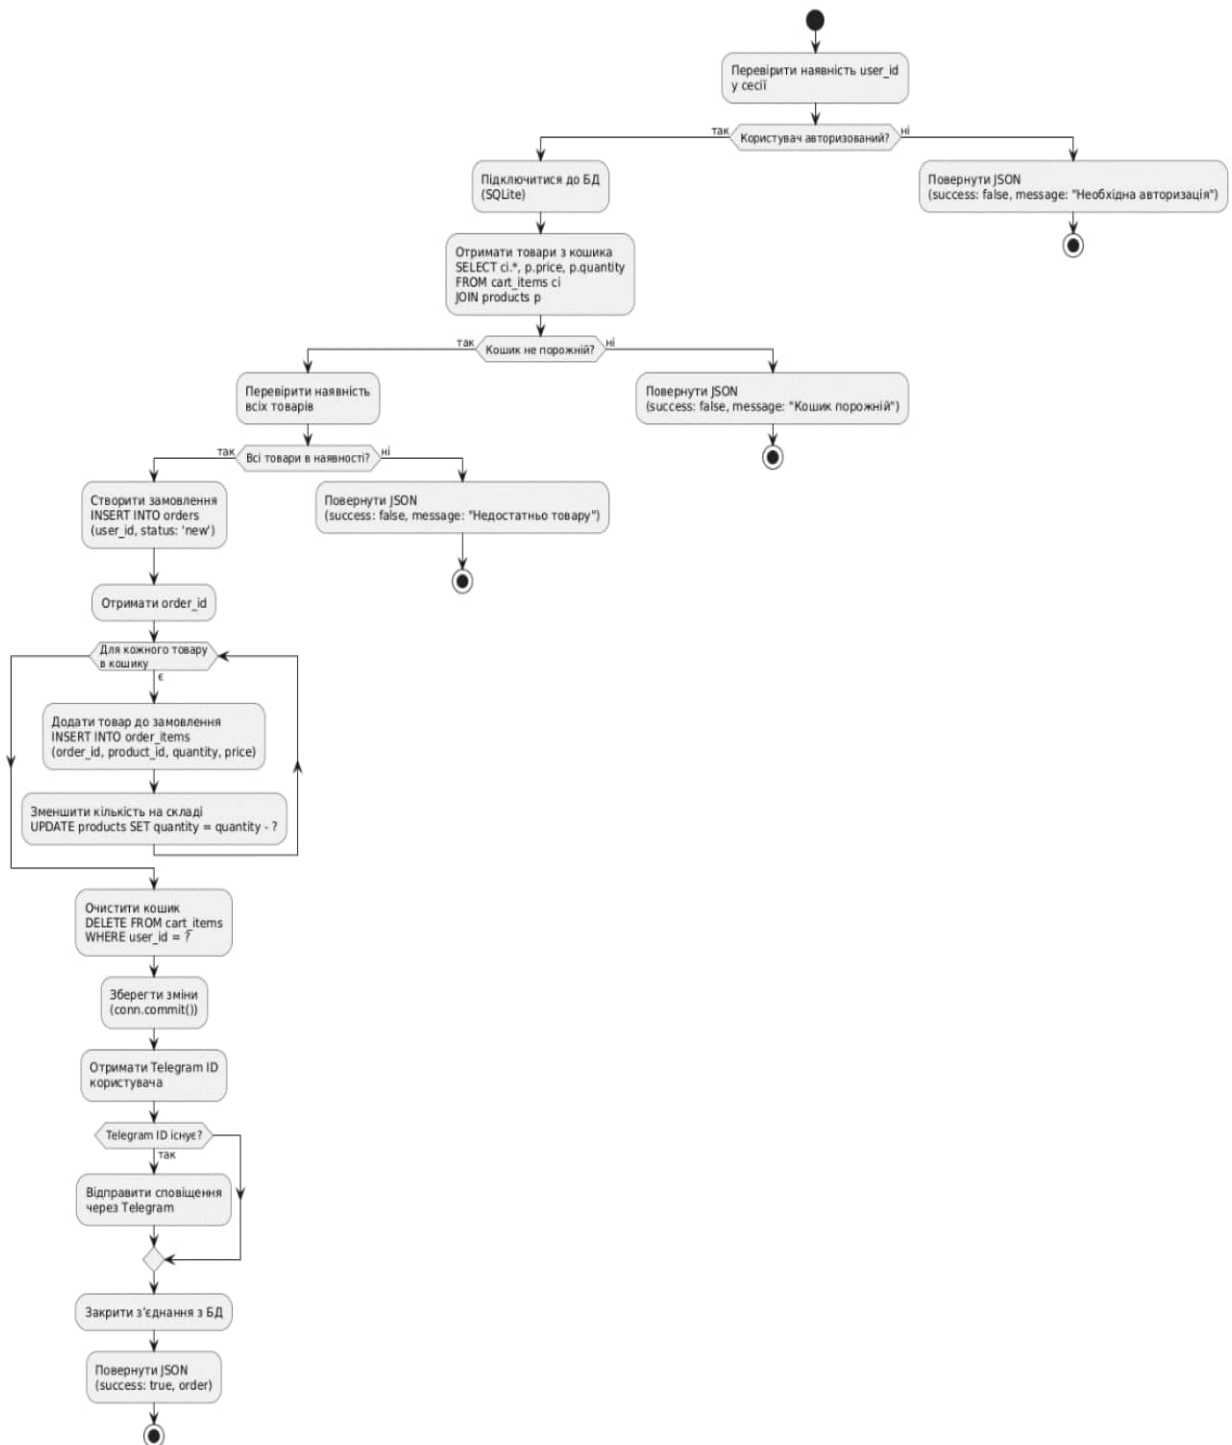 Перевірити наявність user_id
у сесії
так
Користувач авторизований?
ні
Підключитися до БД
(SQLite)
Повернути JSON
(success: false, message: "Необхідна авторизація")
Отримати товари з кошика
SELECT ci.*, p.price, p.quantity
FROM cart_items ci
JOIN products p
так
Кошик не порожній?
ні
Перевірити наявність
всіх товарів
Повернути JSON
(success: false, message: "Кошик порожній")
так
Всі товари в наявності?
ні
Створити замовлення
INSERT INTO orders
(user_id, status: 'new')
Повернути JSON
(success: false, message: "Недостатньо товару")
Отримати order_id
Для кожного товару
в кошику
є
Додати товар до замовлення
INSERT INTO order_items
(order_id, product_id, quantity, price)
Зменшити кількість на складі
UPDATE products SET quantity = quantity - ?
Очистити кошик
DELETE FROM cart_items
WHERE user_id = ?
Зберегти зміни
(conn.commit())
Отримати Telegram ID
користувача
Telegram ID існує?
так
Відправити сповіщення
через Telegram
Закрити з'єднання з БД
Повернути JSON
(success: true, order)